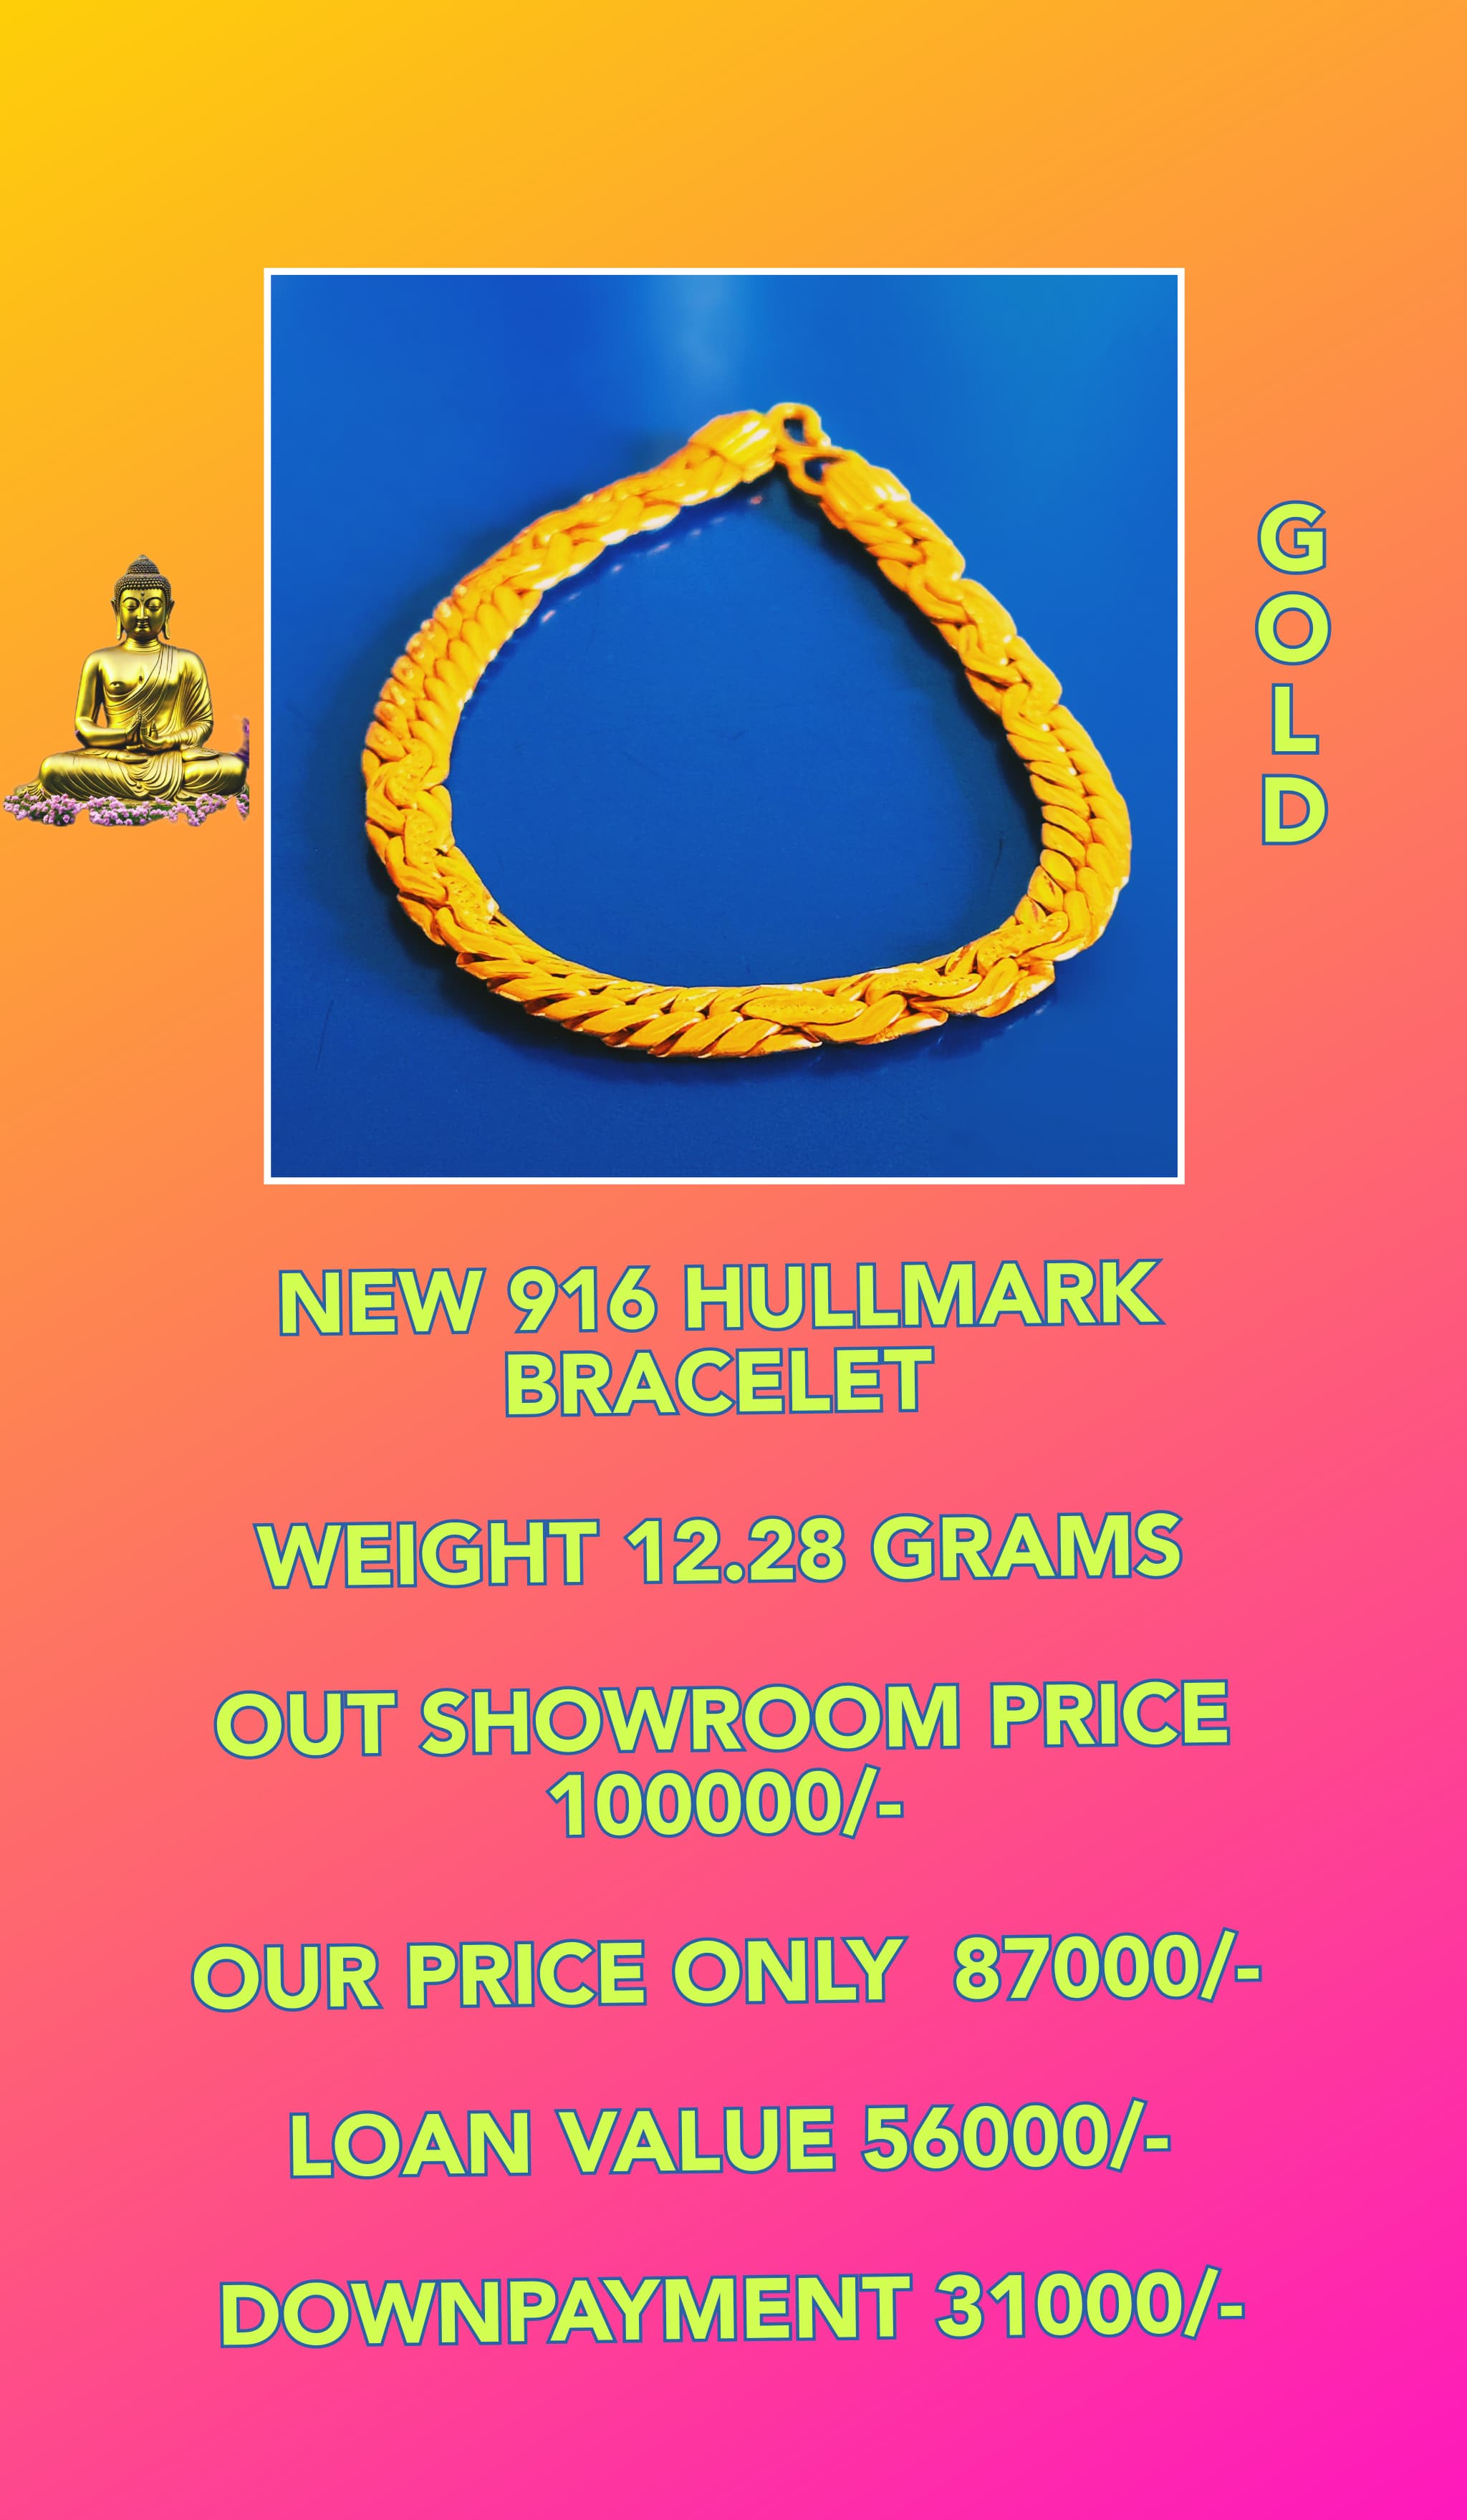 G
O
L
D
NEW 916 HULLMARK
BRACELET
WEIGHT 12.28 GRAMS
OUT SHOWROOM PRICE
100000/-
OUR PRICE ONLY  87000/-
LOAN VALUE 56000/-
DOWNPAYMENT 31000/-